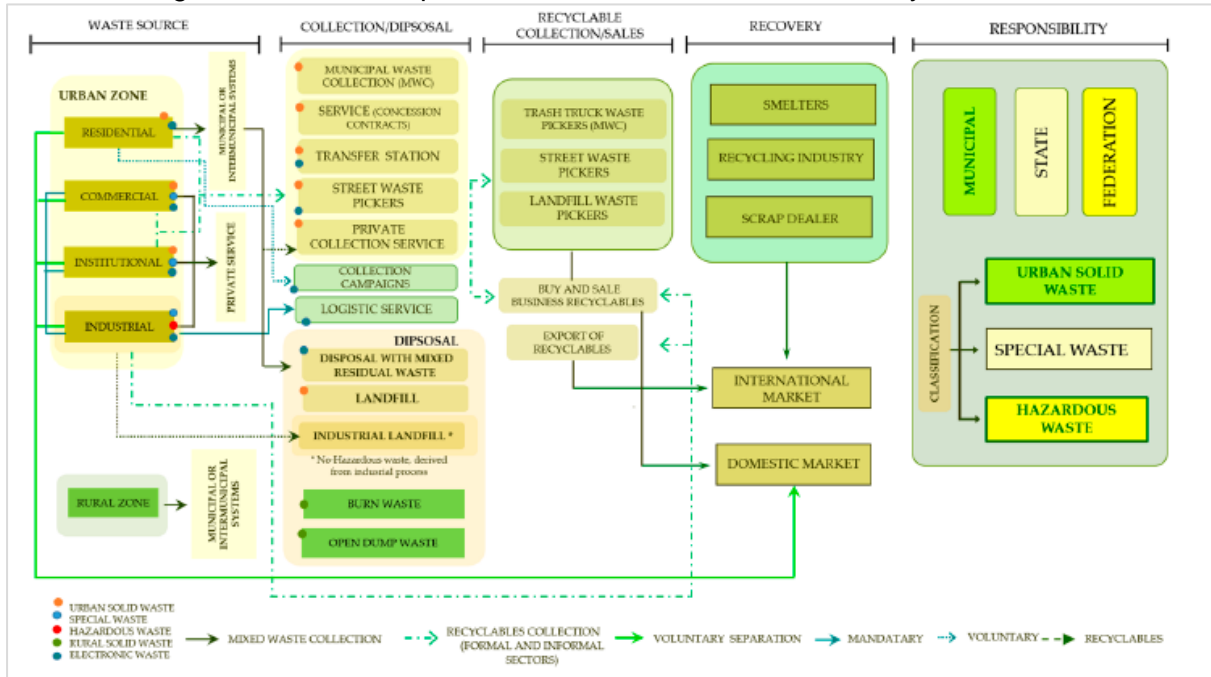 WASTE SOURCE
COLLECTION/DIPSOSAL
RECYCLABLE
COLLECTION/SALES
RECOVERY
RESPONSIBILITY
URBAN ZONE
RESIDENTIAL
COMMERCIAL
INSTITUTIONAL
INDUSTRIAL
MUNICIPAL OR
INTERMUNICIPAL SYSTEMS
PRIVATE SERVICE
RURAL ZONE
MUNICIPAL OR
INTERMUNICIPAL
SYSTEMS
MUNICIPAL WASTE
COLLECTION (MWC)
SERVICE (CONCESSION
CONTRACTS)
TRANSFER STATION
STREET WASTE
PICKERS
PRIVATE
COLLECTION SERVICE
COLLECTION
CAMPAIGNS
LOGISTIC SERVICE
DIPSOSAL
DISPOSAL WITH MIXED
RESIDUAL WASTE
LANDFILL
INDUSTRIAL LANDFILL *
* No-Hazardous waste, derived
from industrial process
BURN WASTE
OPEN DUMP WASTE
TRASH TRUCK WASTE
PICKERS (MWC)
STREET WASTE
PICKERS
LANDFILL WASTE
PICKERS
BUY AND SALE
BUSINESS RECYCLABLES
EXPORT OF
RECYCLABLES
SMELTERS
RECYCLING INDUSTRY
SCRAP DEALER
INTERNATIONAL
MARKET
DOMESTIC MARKET
MUNICIPAL
STATE
FEDERATION
CLASSIFICATION
URBAN SOLID
WASTE
SPECIAL WASTE
HAZARDOUS
WASTE
URBAN SOLID WASTE
SPECIAL WASTE
HAZARDOUS WASTE
RURAL SOLID WASTE
ELECTRONIC WASTE
MIXED WASTE COLLECTION
RECYCLABLES COLLECTION
(FORMAL AND INFORMAL
SECTORS)
VOLUNTARY SEPARATION
MANDATARY
VOLUNTARY
RECYCLABLES